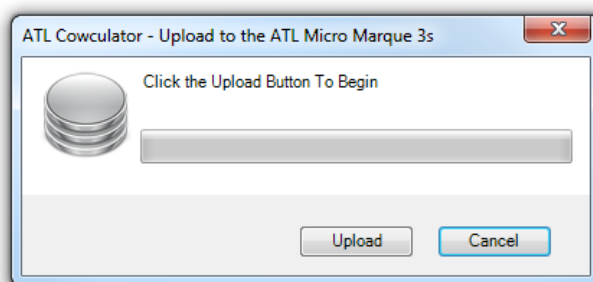 ATL Cowculator - Upload to the ATL Micro Marque 3s
Click the Upload Button To Begin
Upload
Cancel